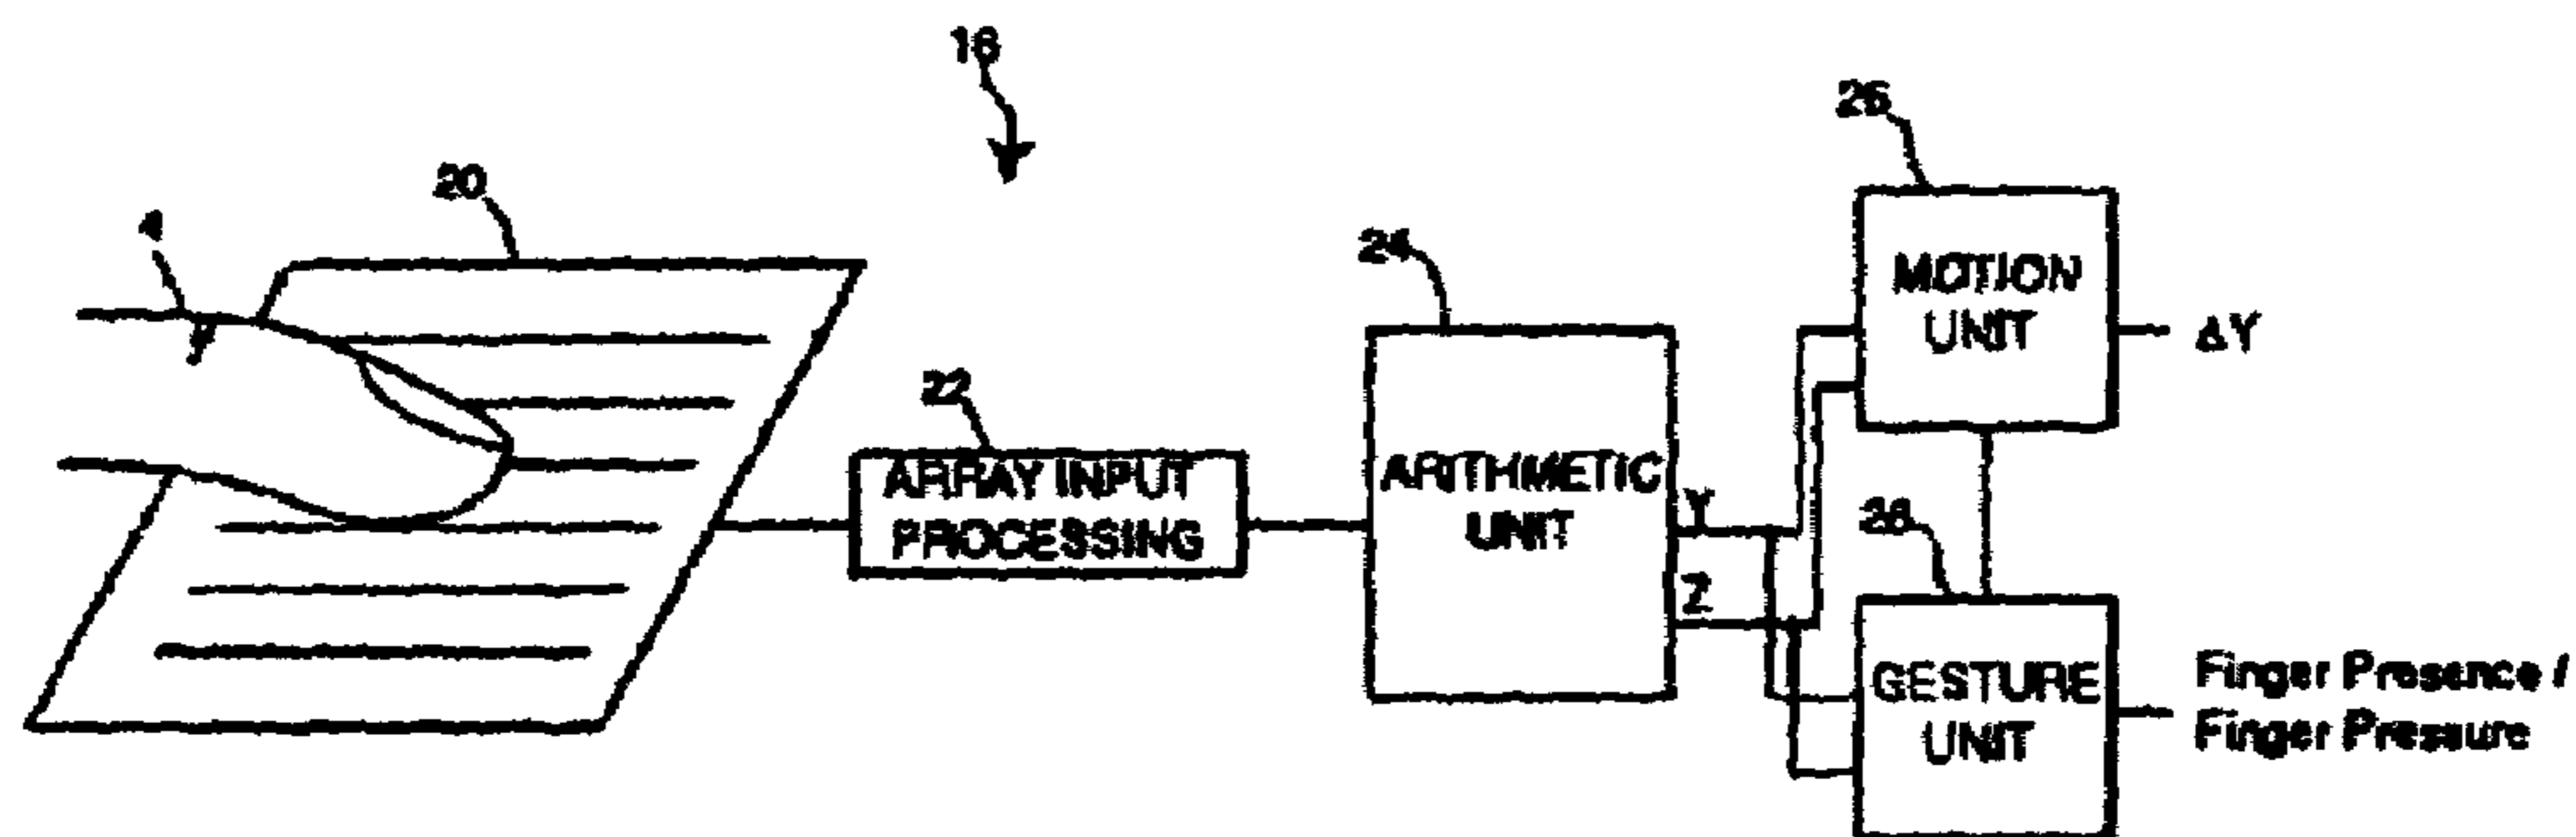 16
26
20
4
24
MOTION
UNIT
ΔY
22
ARRAY INPUT
PROCESSING
ARITHMETIC
UNIT
Y
Z
28
GESTURE
UNIT
Finger Presence /
Finger Pressure